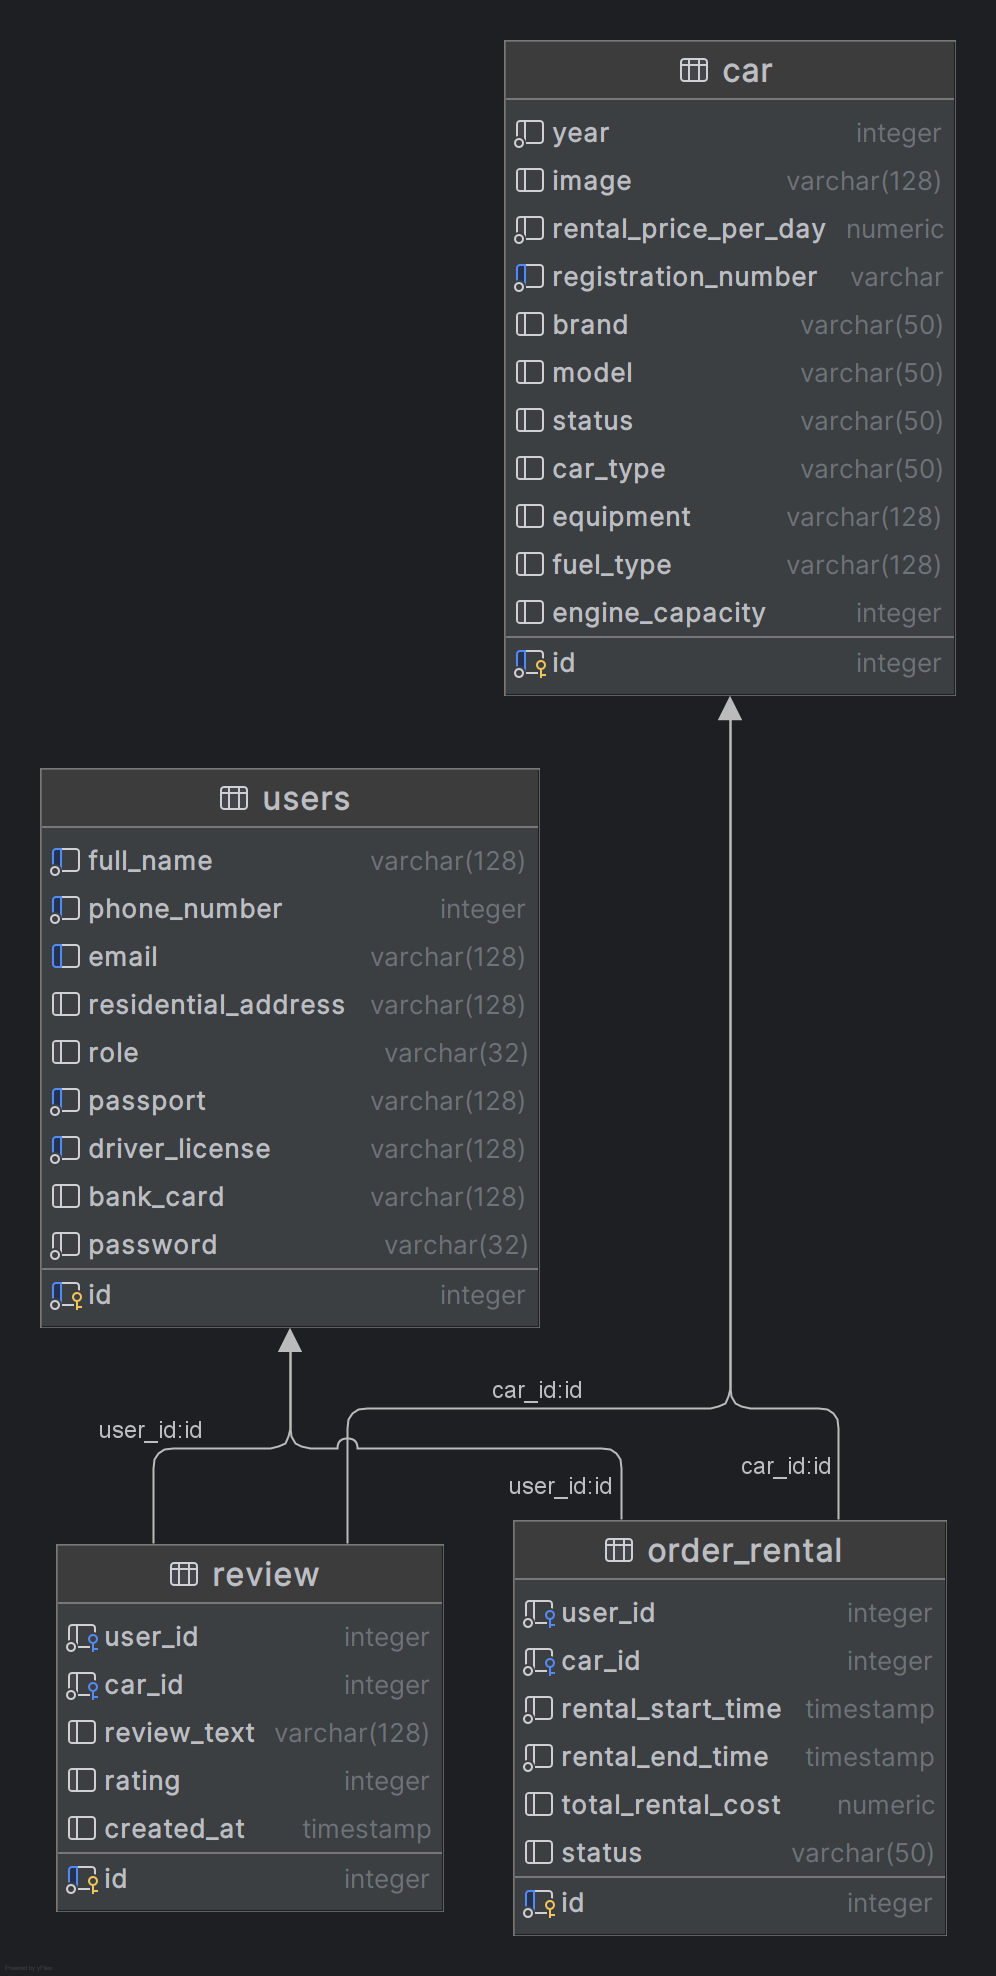 car
year integer
image varchar(128)
rental_price_per_day numeric
registration_number varchar
brand varchar(50)
model varchar(50)
status varchar(50)
car_type varchar(50)
equipment varchar(128)
fuel_type varchar(128)
engine_capacity integer
id integer
users
full_name varchar(128)
phone_number integer
email varchar(128)
residential_address varchar(128)
role varchar(32)
passport varchar(128)
driver_license varchar(128)
bank_card varchar(128)
password varchar(32)
id integer
car_id:id
user_id:id
car_id:id
user_id:id
review
user_id integer
car_id integer
review_text varchar(128)
rating integer
created_at timestamp
id integer
order_rental
user_id integer
car_id integer
rental_start_time timestamp
rental_end_time timestamp
total_rental_cost numeric
status varchar(50)
id integer
Powered by yFiles